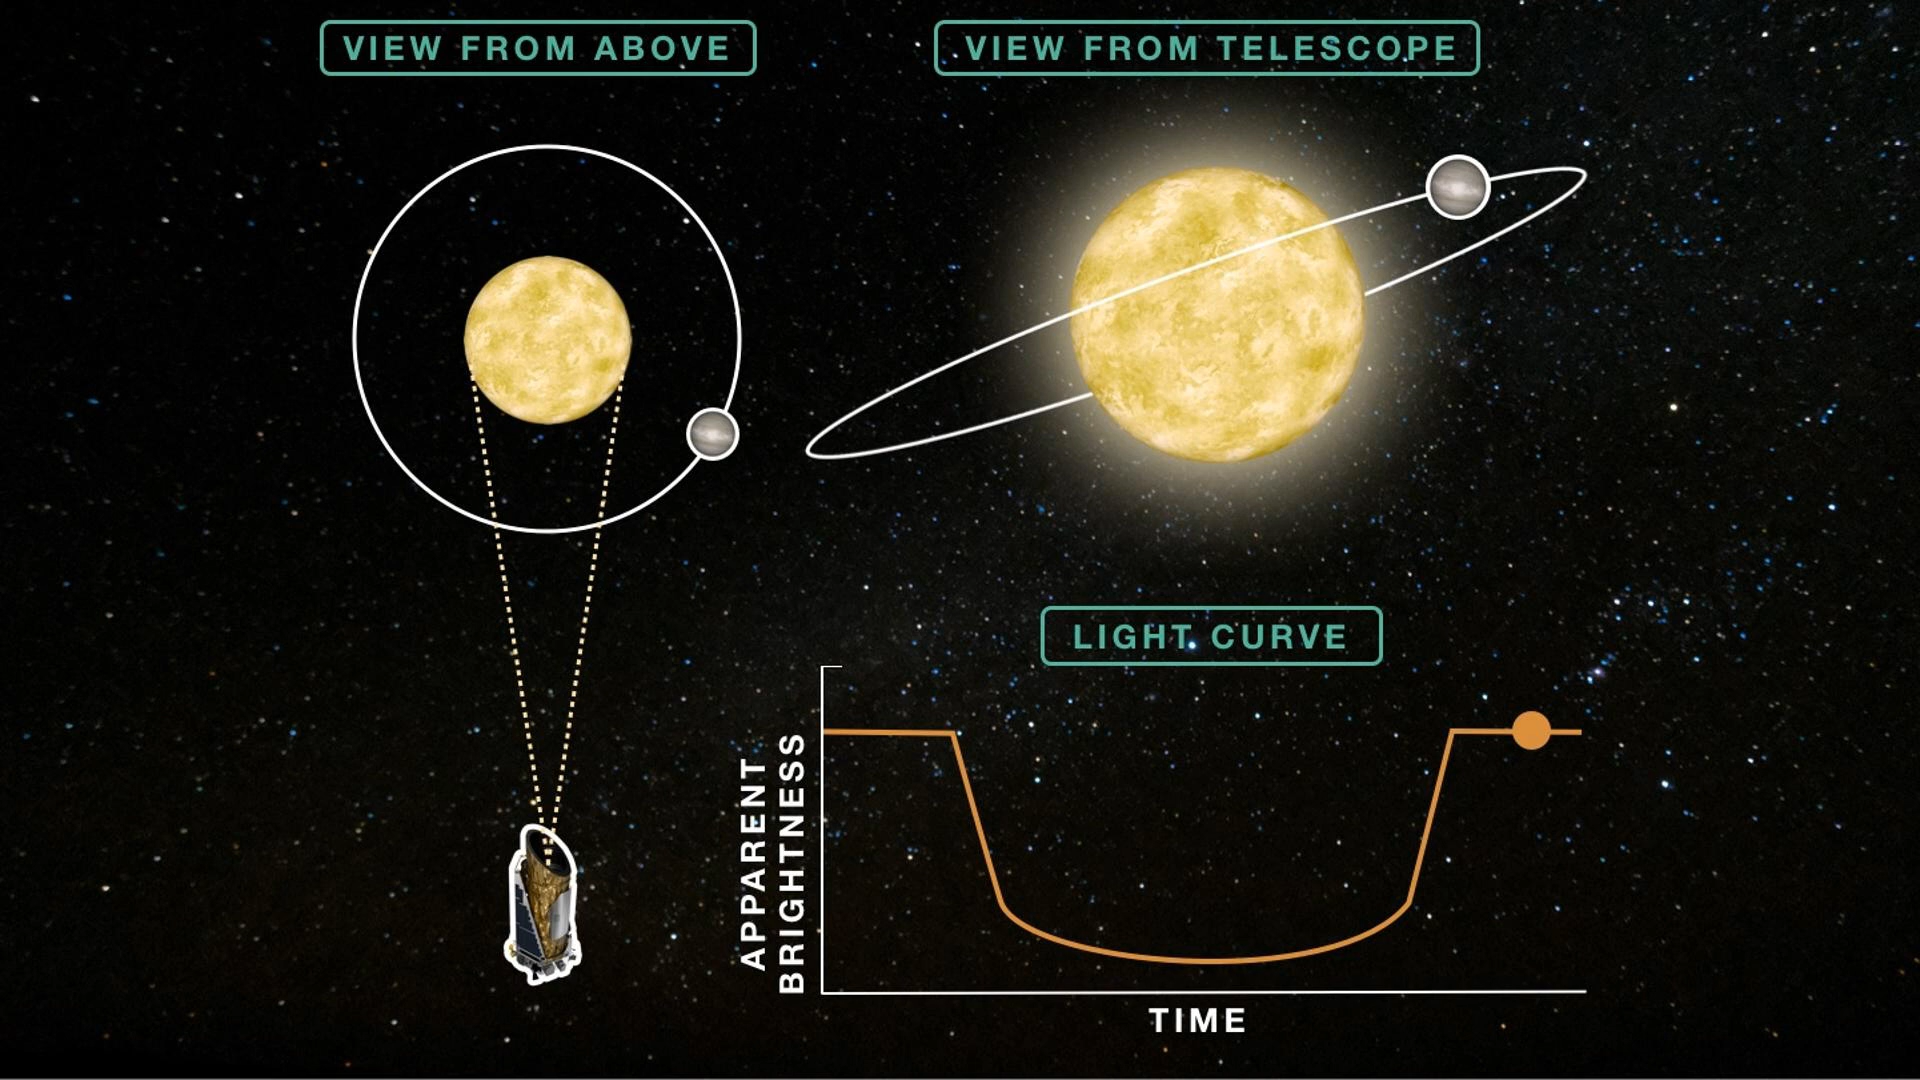 VIEW FROM ABOVE
VIEW FROM TELESCOPE
LIGHT CURVE
APPARENT
BRIGHTNESS
TIME